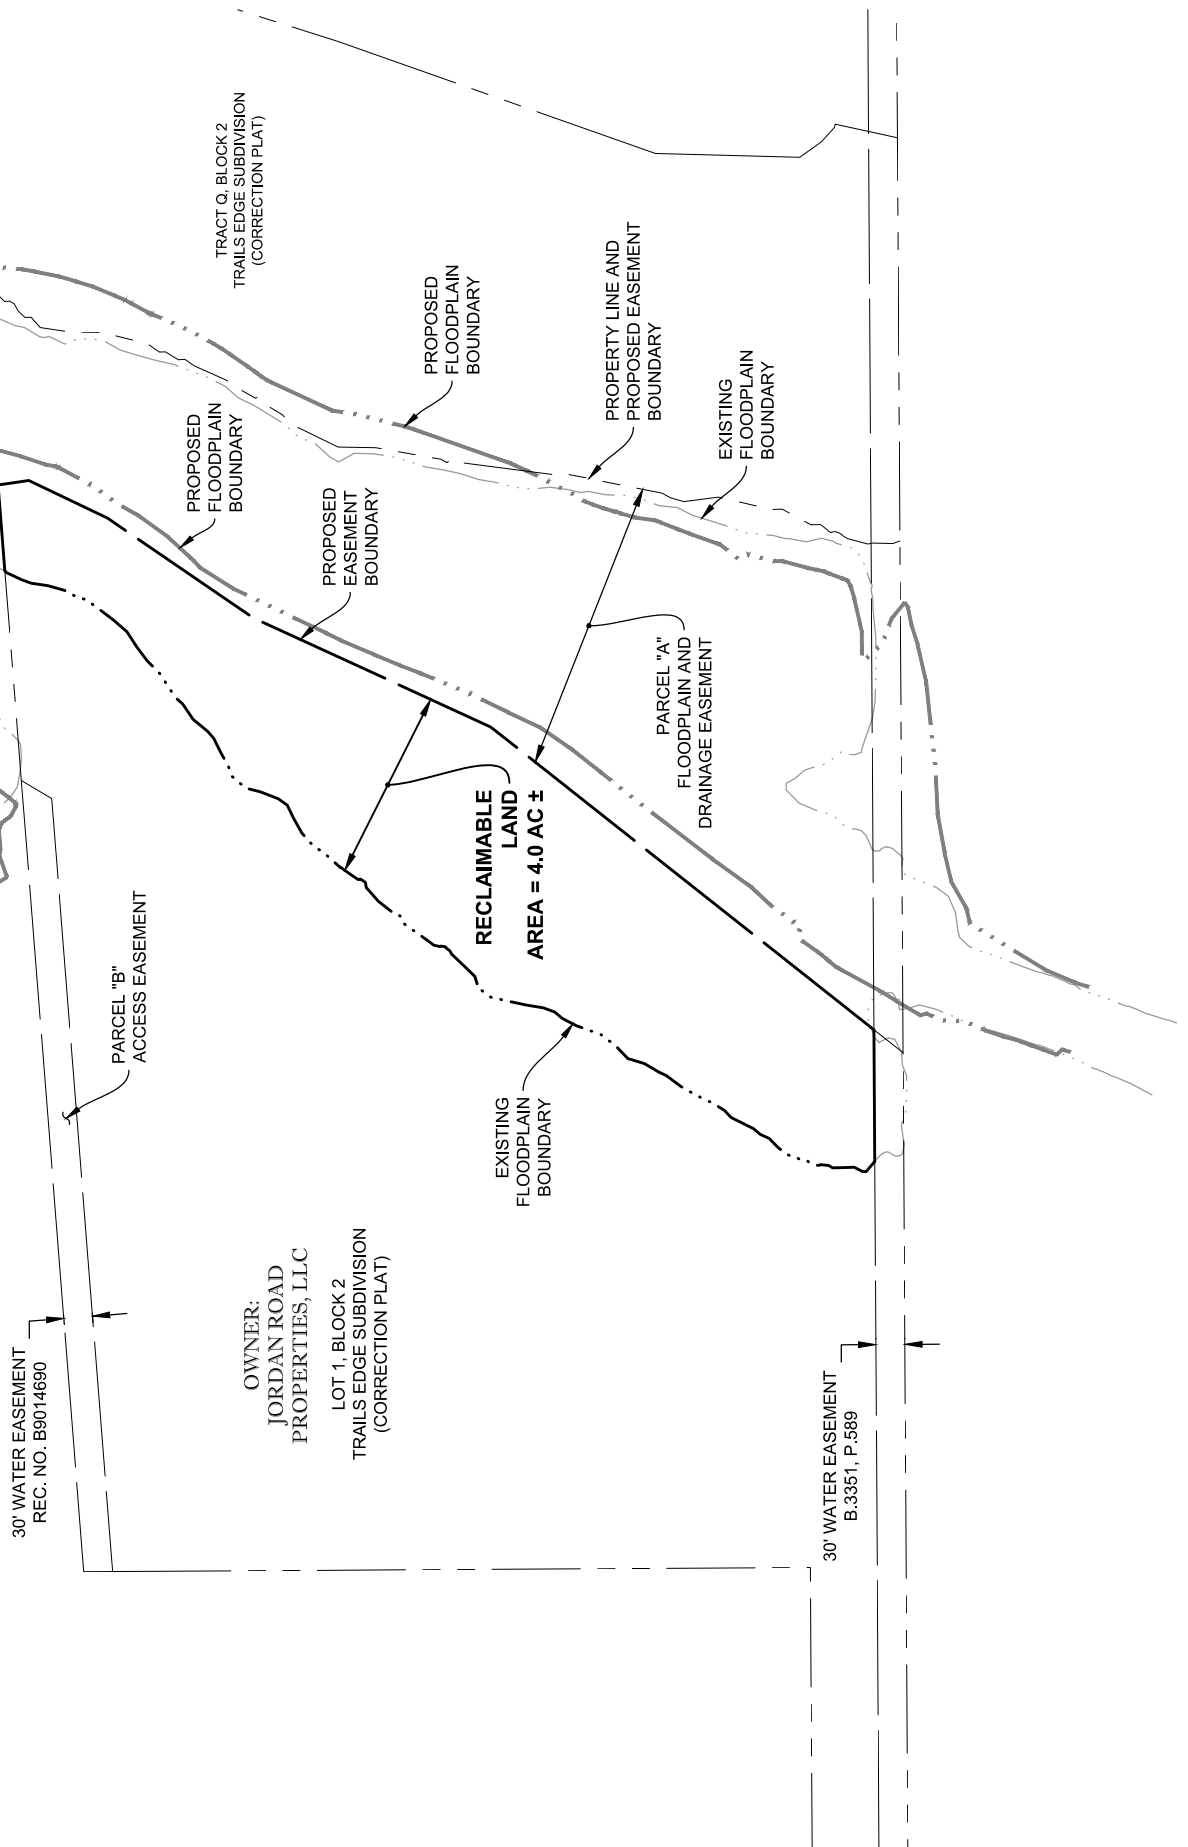 30' WATER EASEMENT
REC. NO. B9014690
PARCEL "B"
ACCESS EASEMENT
PROPOSED
FLOODPLAIN
BOUNDARY
TRACT Q, BLOCK 2
TRAILS EDGE SUBDIVISION
(CORRECTION PLAT)
OWNER:
JORDAN ROAD
PROPERTIES, LLC
LOT 1, BLOCK 2
TRAILS EDGE SUBDIVISION
(CORRECTION PLAT)
PROPOSED
EASEMENT
BOUNDARY
PROPOSED
FLOODPLAIN
BOUNDARY
RECLAIMABLE
LAND
AREA = 4.0 AC ±
EXISTING
FLOODPLAIN
BOUNDARY
PROPERTY LINE AND
PROPOSED EASEMENT
BOUNDARY
PARCEL "A"
FLOODPLAIN AND
DRAINAGE EASEMENT
EXISTING
FLOODPLAIN
BOUNDARY
30' WATER EASEMENT
B.3351, P.589